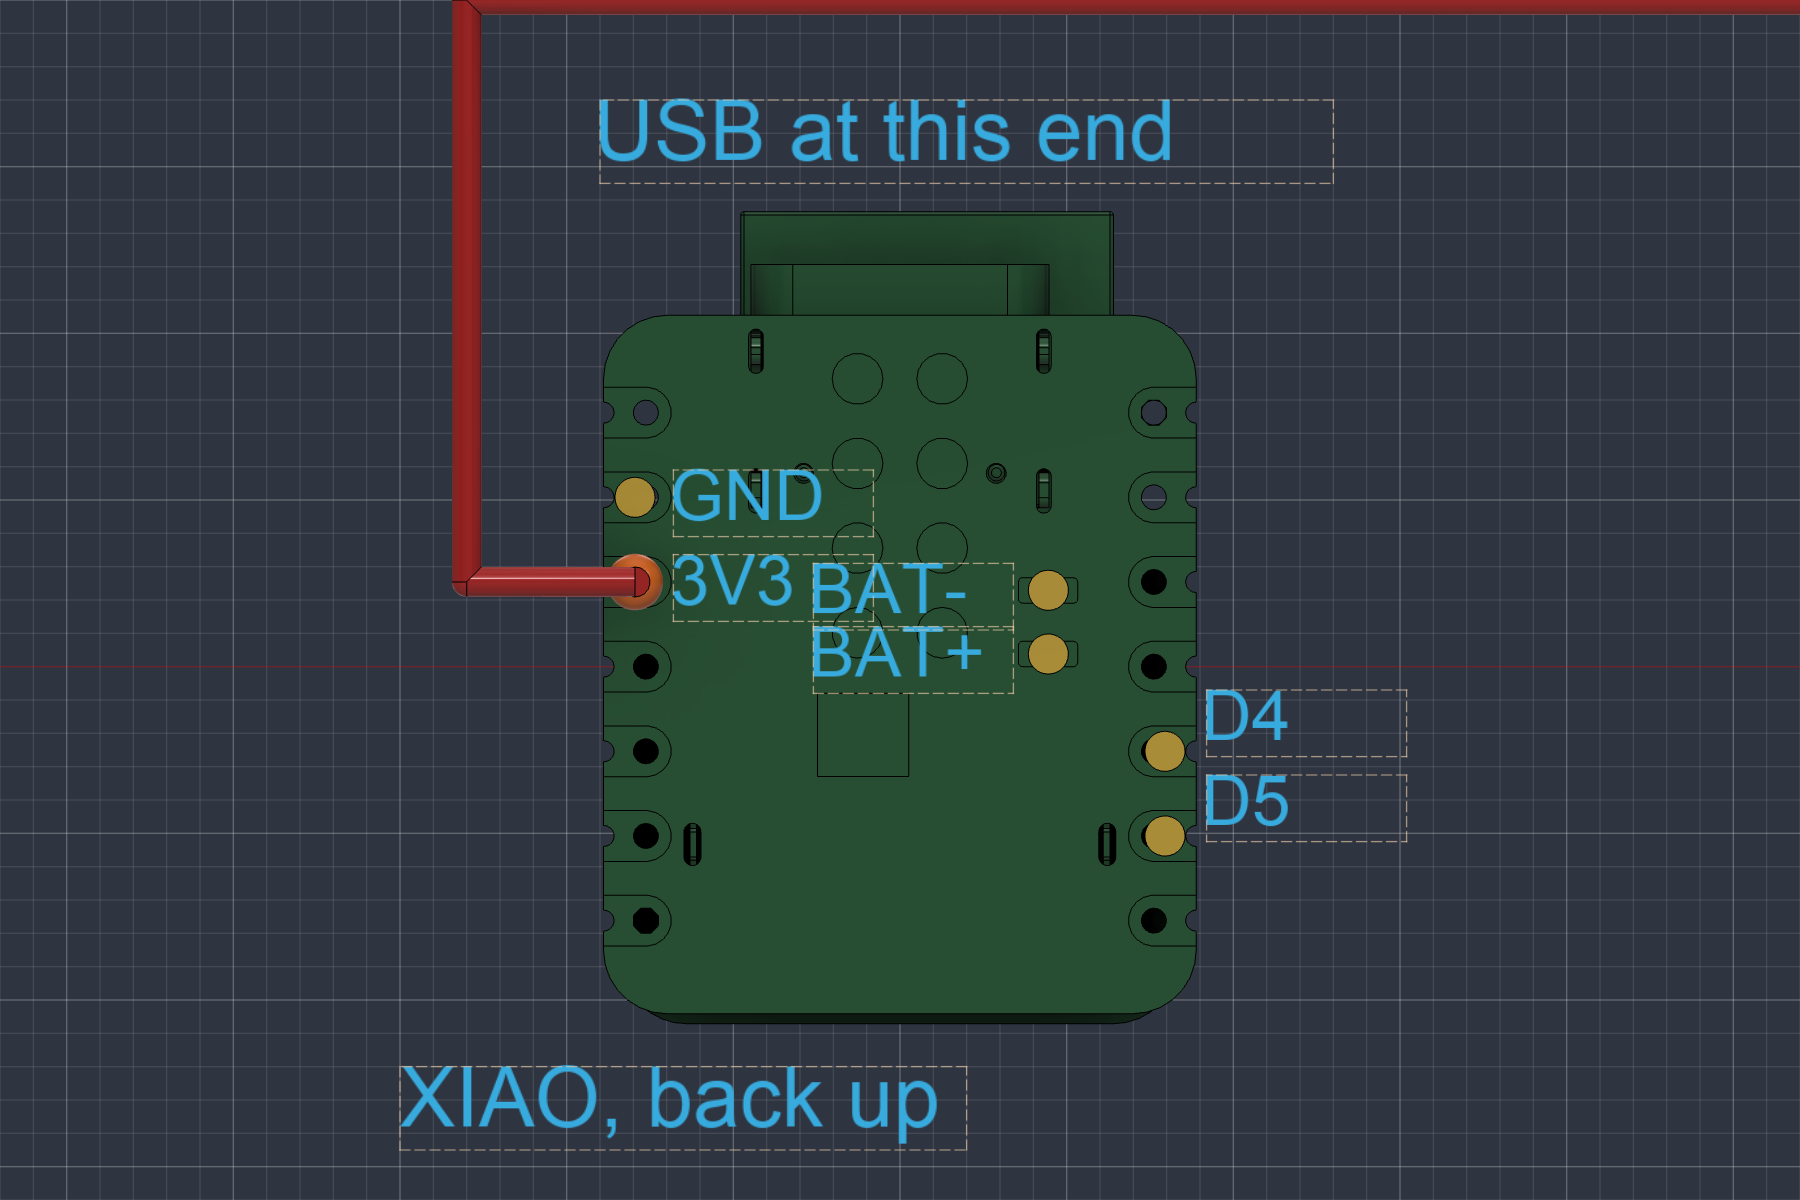 USB at this end
GND
3V3
BAT-
BAT+
D4
D5
XIAO, back up